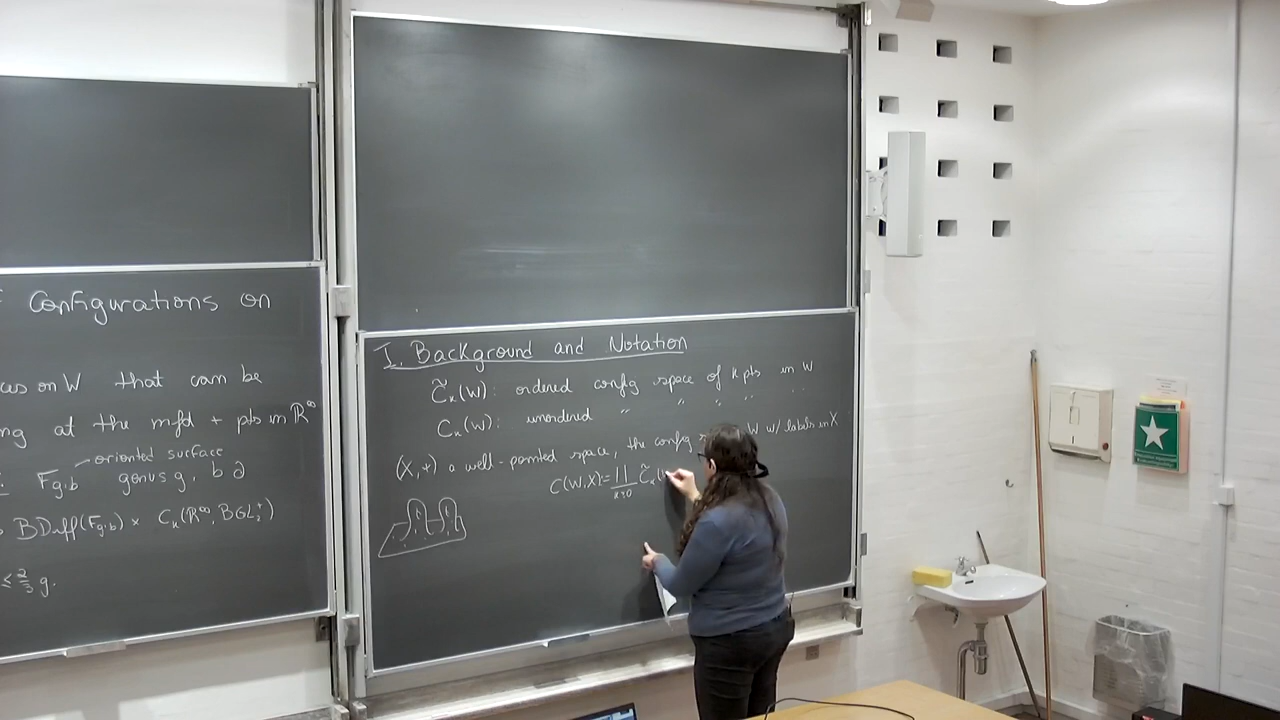 Configurations on
on W that can be
ng at the mfd + pts in R^∞
F_{g,b} oriented surface
genus g, b ∂
BDiff(F_{g,b}) × C_k(R^∞, BGL_2^+)
≤ 2/3 g.
I. Background and Notation
C̃_k(W): ordered config space of k pts in W
C_k(W): unordered " " " " " "
(X,*) a well-pointed space, the config W w/ labels in X
C(W,X):= ∐_{k≥0} C̃_k(